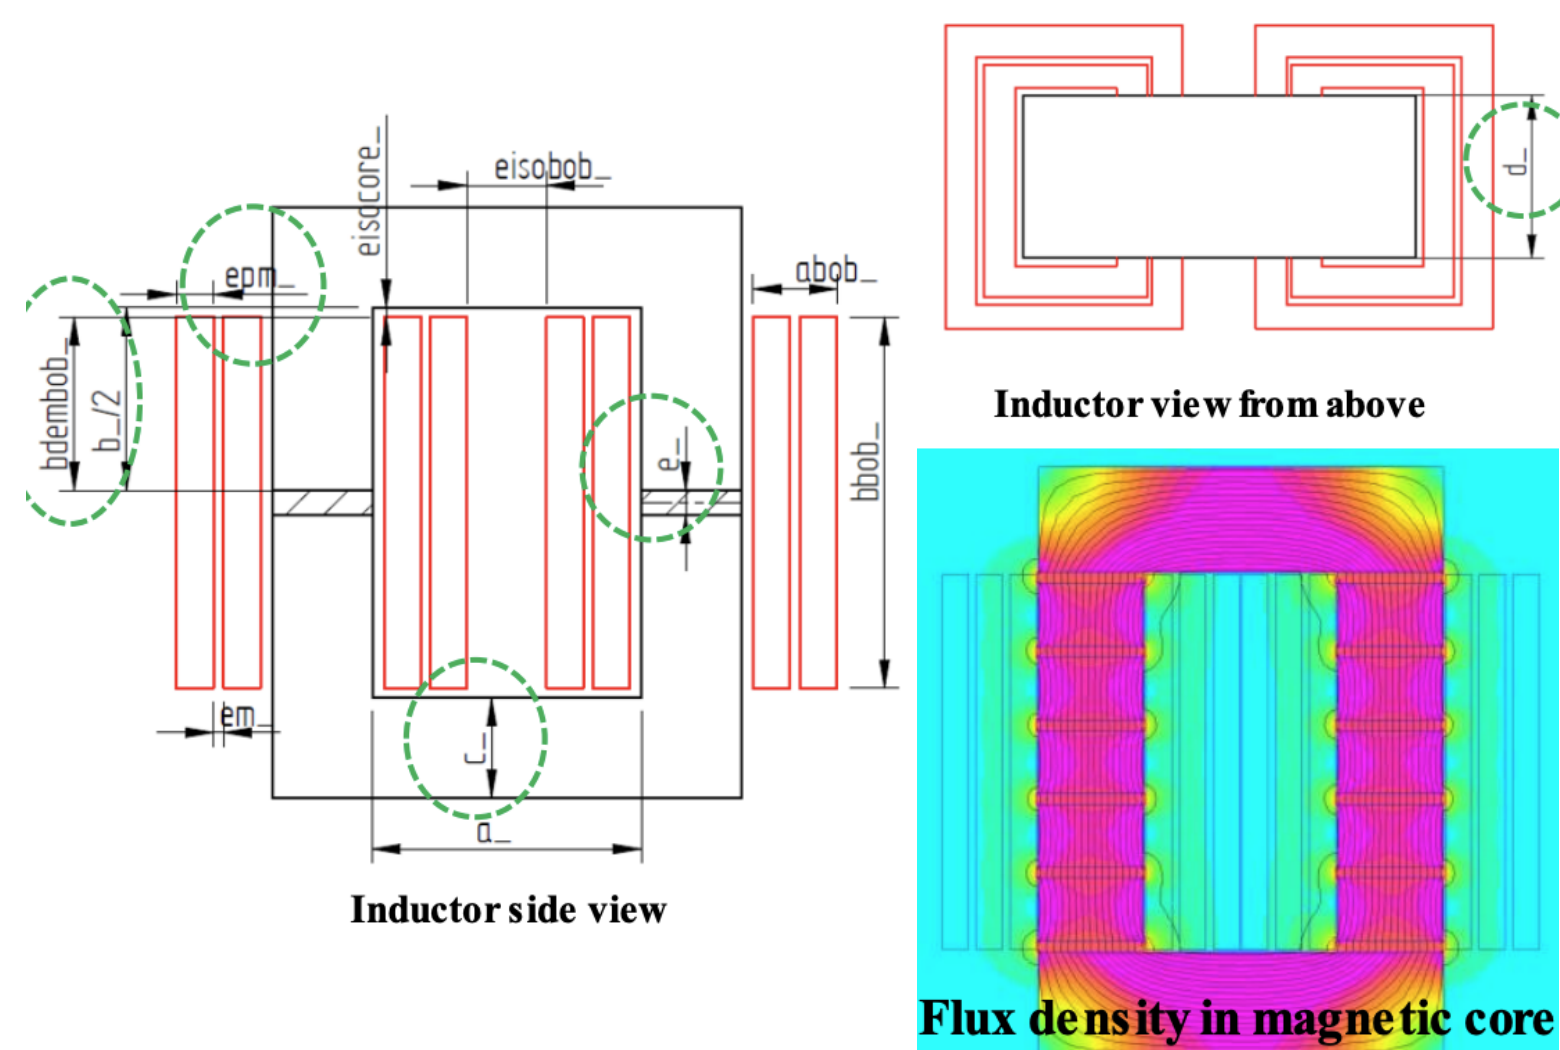 eisocore_
eisobob_
epm_
abob_
bdembob_
b_/2
e_
bbob_
em_
c_
a_
Inductor side view
d_
Inductor view from above
Flux density in magnetic core